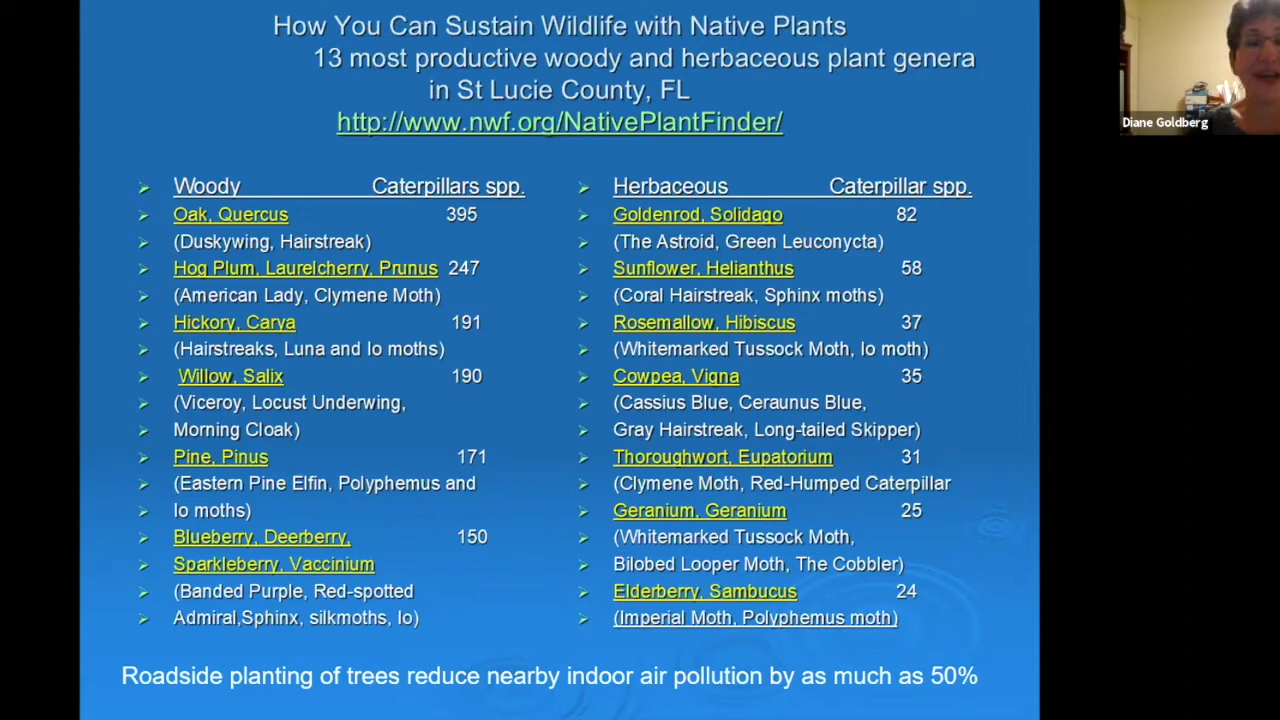 How You Can Sustain Wildlife with Native Plants
13 most productive woody and herbaceous plant genera
in St Lucie County, FL
http://www.nwf.org/NativePlantFinder/
Woody Caterpillars spp.
Oak, Quercus 395
(Duskywing, Hairstreak)
Hog Plum, Laurelcherry, Prunus 247
(American Lady, Clymene Moth)
Hickory, Carya 191
(Hairstreaks, Luna and Io moths)
Willow, Salix 190
(Viceroy, Locust Underwing,
Morning Cloak)
Pine, Pinus 171
(Eastern Pine Elfin, Polyphemus and
Io moths)
Blueberry, Deerberry, 150
Sparkleberry, Vaccinium
(Banded Purple, Red-spotted
Admiral,Sphinx, silkmoths, Io)
Herbaceous Caterpillar spp.
Goldenrod, Solidago 82
(The Astroid, Green Leuconycta)
Sunflower, Helianthus 58
(Coral Hairstreak, Sphinx moths)
Rosemallow, Hibiscus 37
(Whitemarked Tussock Moth, Io moth)
Cowpea, Vigna 35
(Cassius Blue, Ceraunus Blue,
Gray Hairstreak, Long-tailed Skipper)
Thoroughwort, Eupatorium 31
(Clymene Moth, Red-Humped Caterpillar
Geranium, Geranium 25
(Whitemarked Tussock Moth,
Bilobed Looper Moth, The Cobbler)
Elderberry, Sambucus 24
(Imperial Moth, Polyphemus moth)
Roadside planting of trees reduce nearby indoor air pollution by as much as 50%
Diane Goldberg